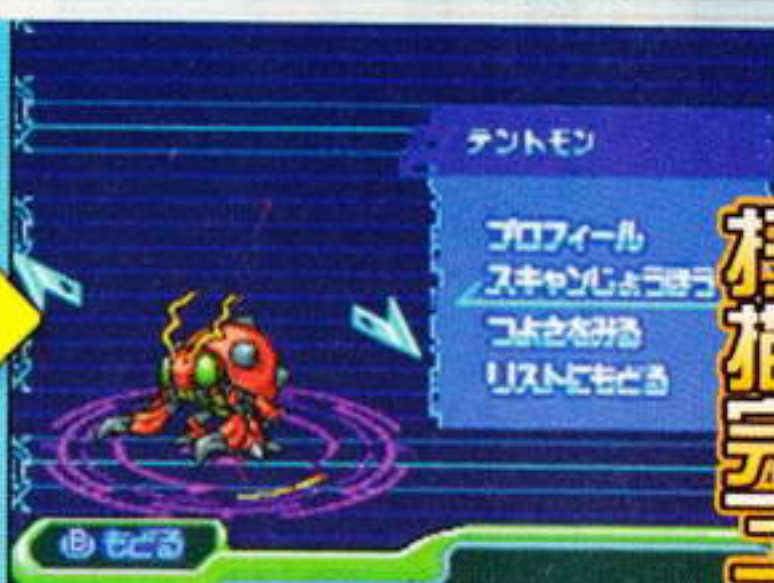 テントモン
プロフィール
スキャンじょうほう
つよさをみる
リストにもどる
Ⓑ もどる